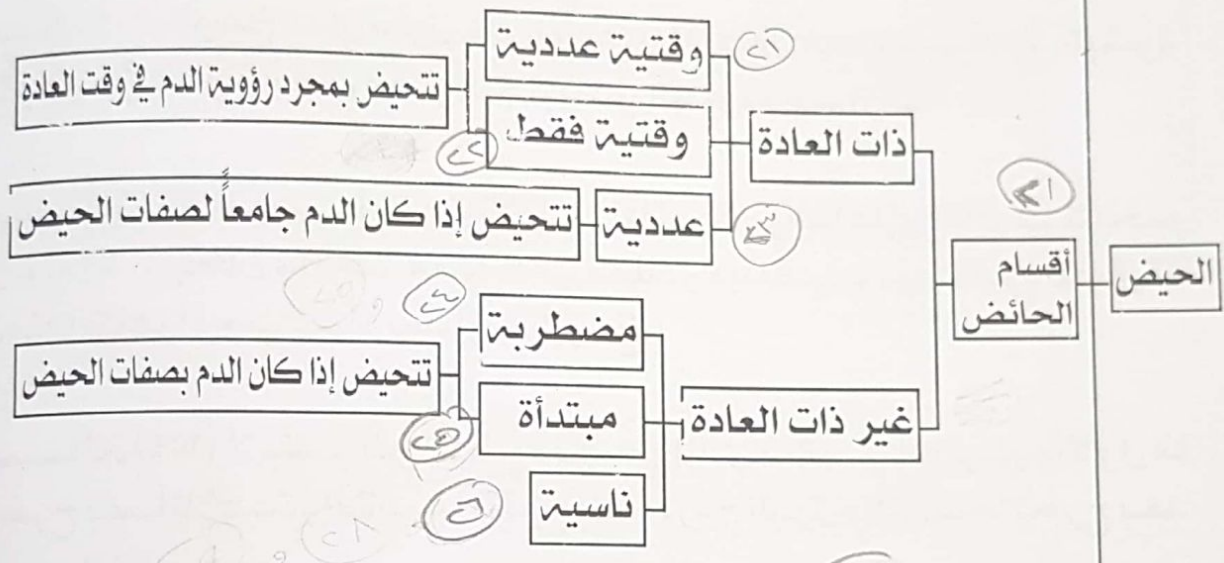 الحيض
أقسام
الحائض
ذات العادة
وقتية عددية
وقتية فقط
تتحيض بمجرد رؤوية الدم في وقت العادة
عددية
تتحيض إذا كان الدم جامعاً لصفات الحيض
غير ذات العادة
مضطربة
مبتدأة
تتحيض إذا كان الدم بصفات الحيض
ناسية